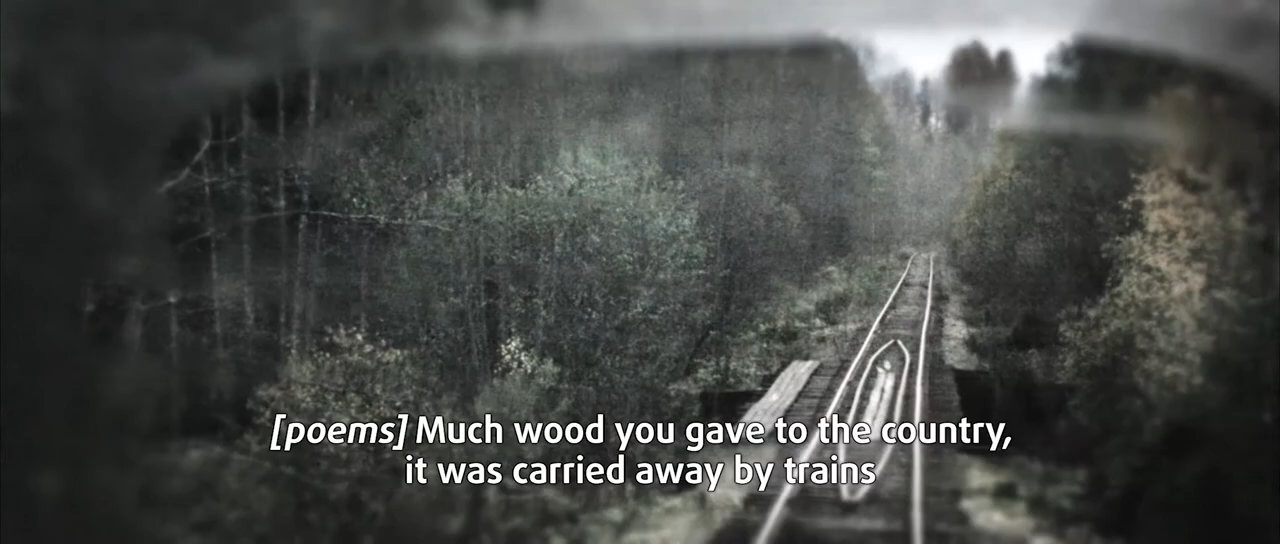 [poems] Much wood you gave to the country,
it was carried away by trains